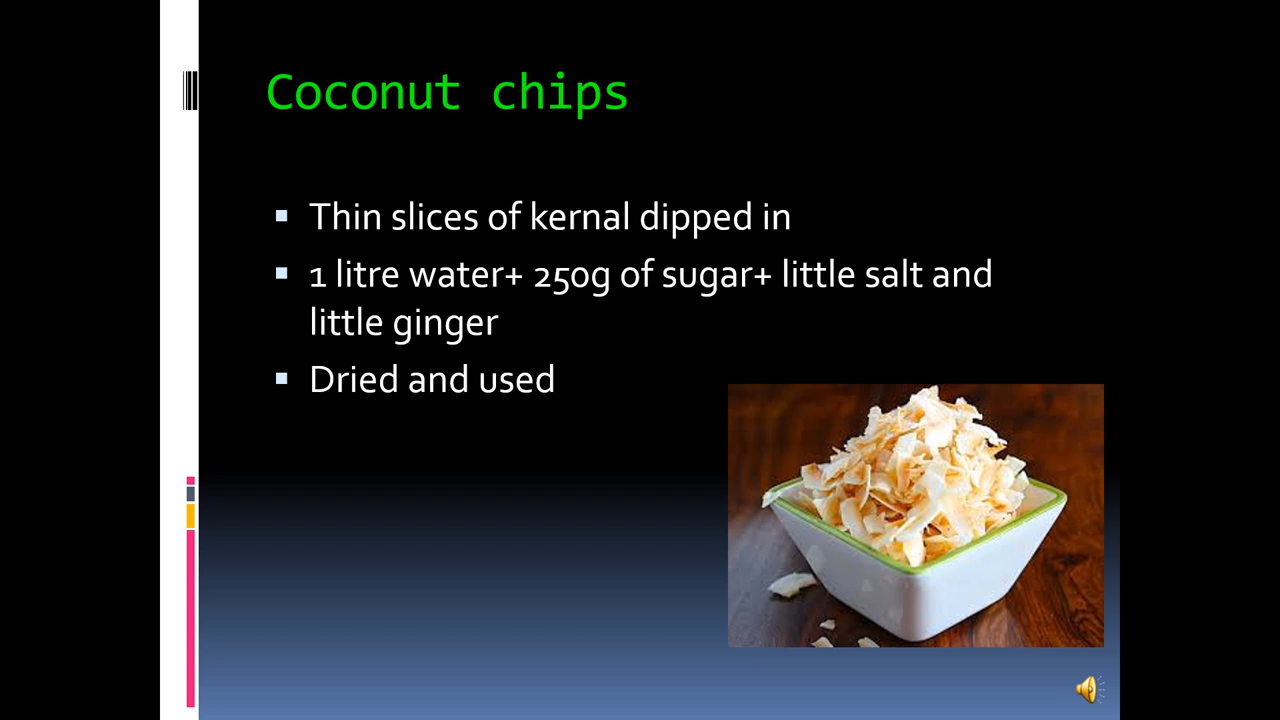 Coconut chips
Thin slices of kernal dipped in
1 litre water+ 250g of sugar+ little salt and
little ginger
Dried and used